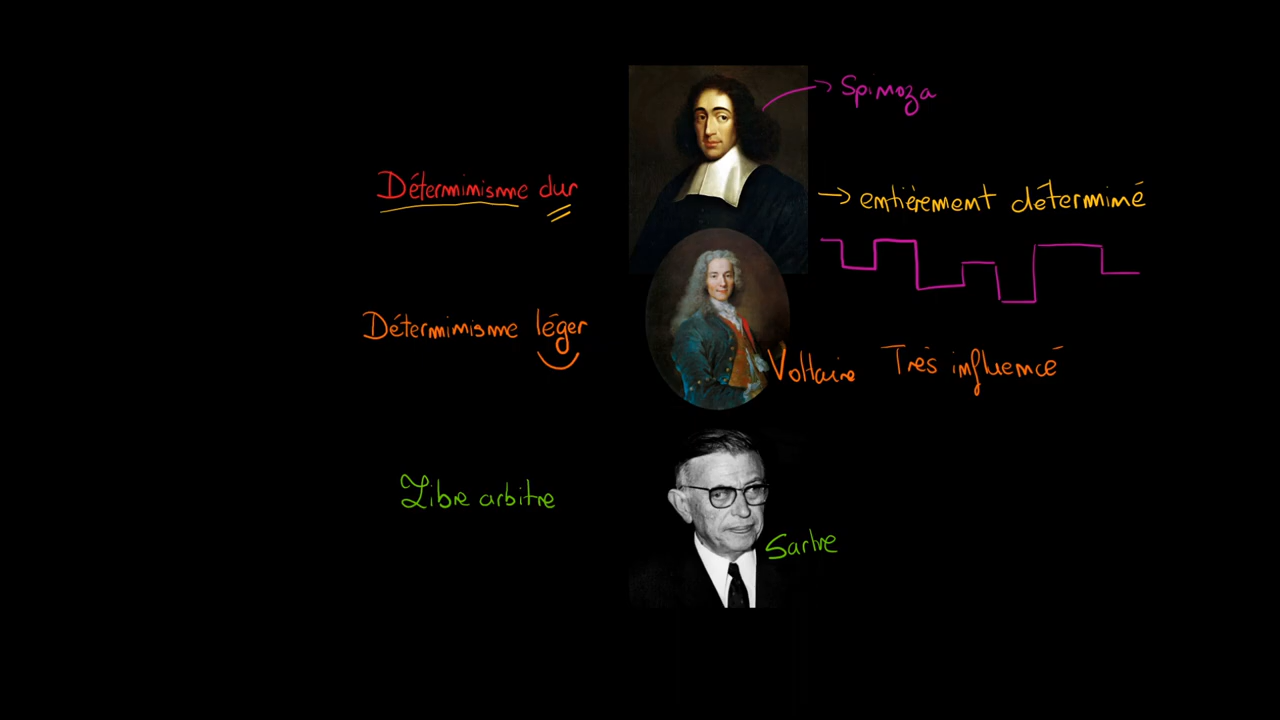 Spinoza
Déterminisme dur
→ entièrement déterminé
Déterminisme léger
Voltaire Très influencé
Libre arbitre
Sartre